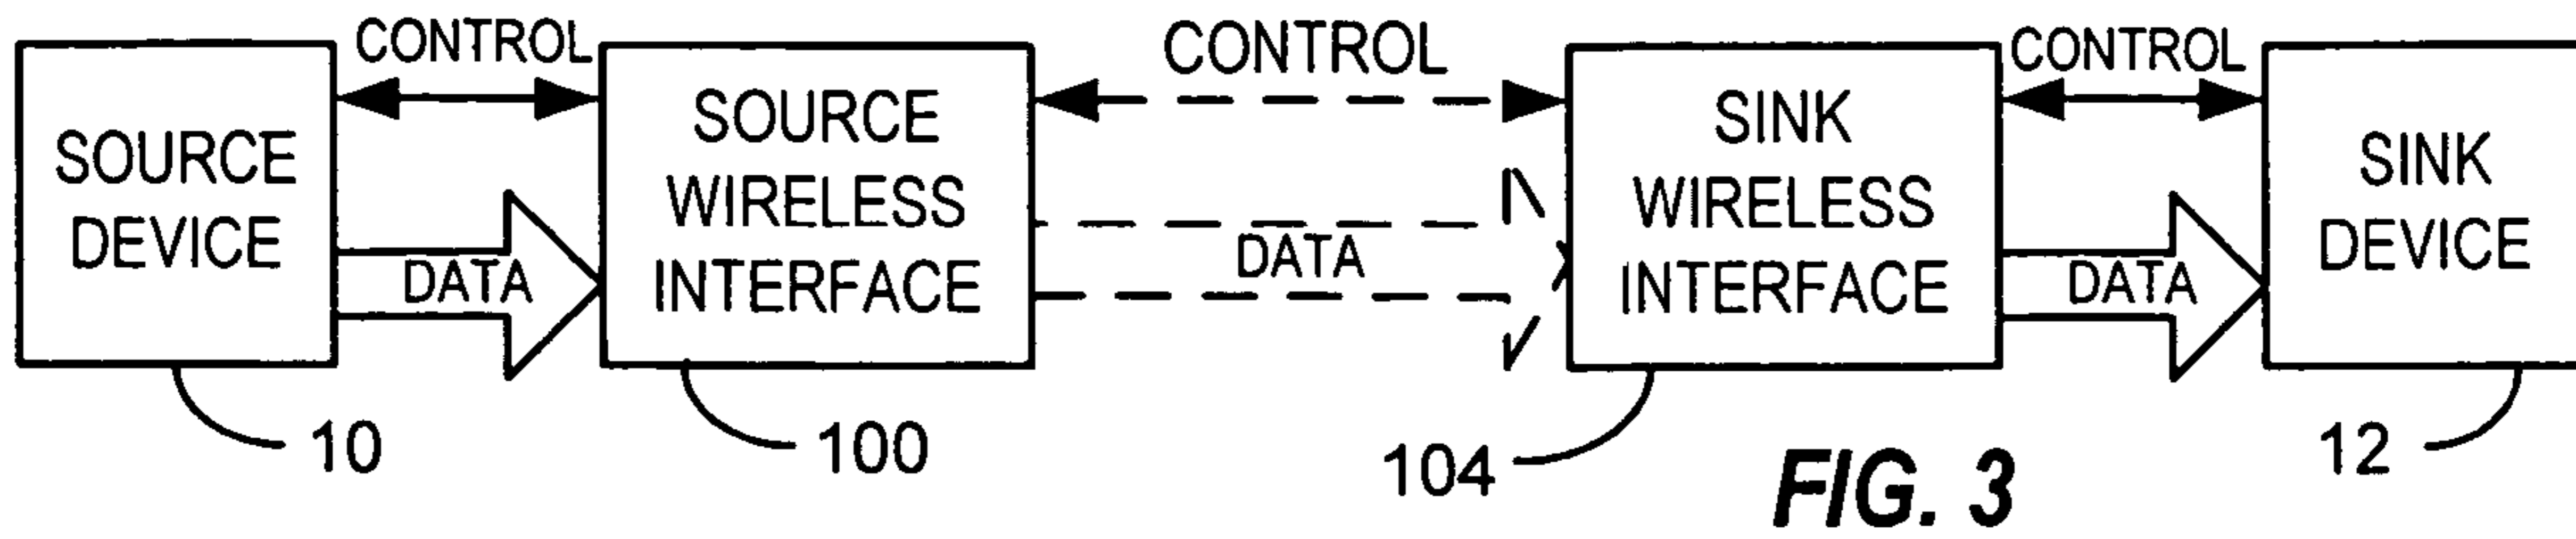 CONTROL
CONTROL
CONTROL
SOURCE
DEVICE
DATA
SOURCE
WIRELESS
INTERFACE
DATA
SINK
WIRELESS
INTERFACE
DATA
SINK
DEVICE
10
100
104
12
FIG. 3